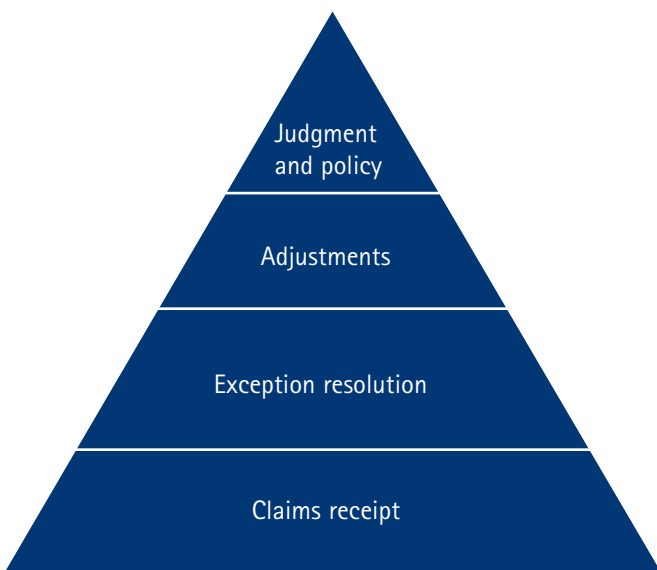 Judgment
and policy
Adjustments
Exception resolution
Claims receipt